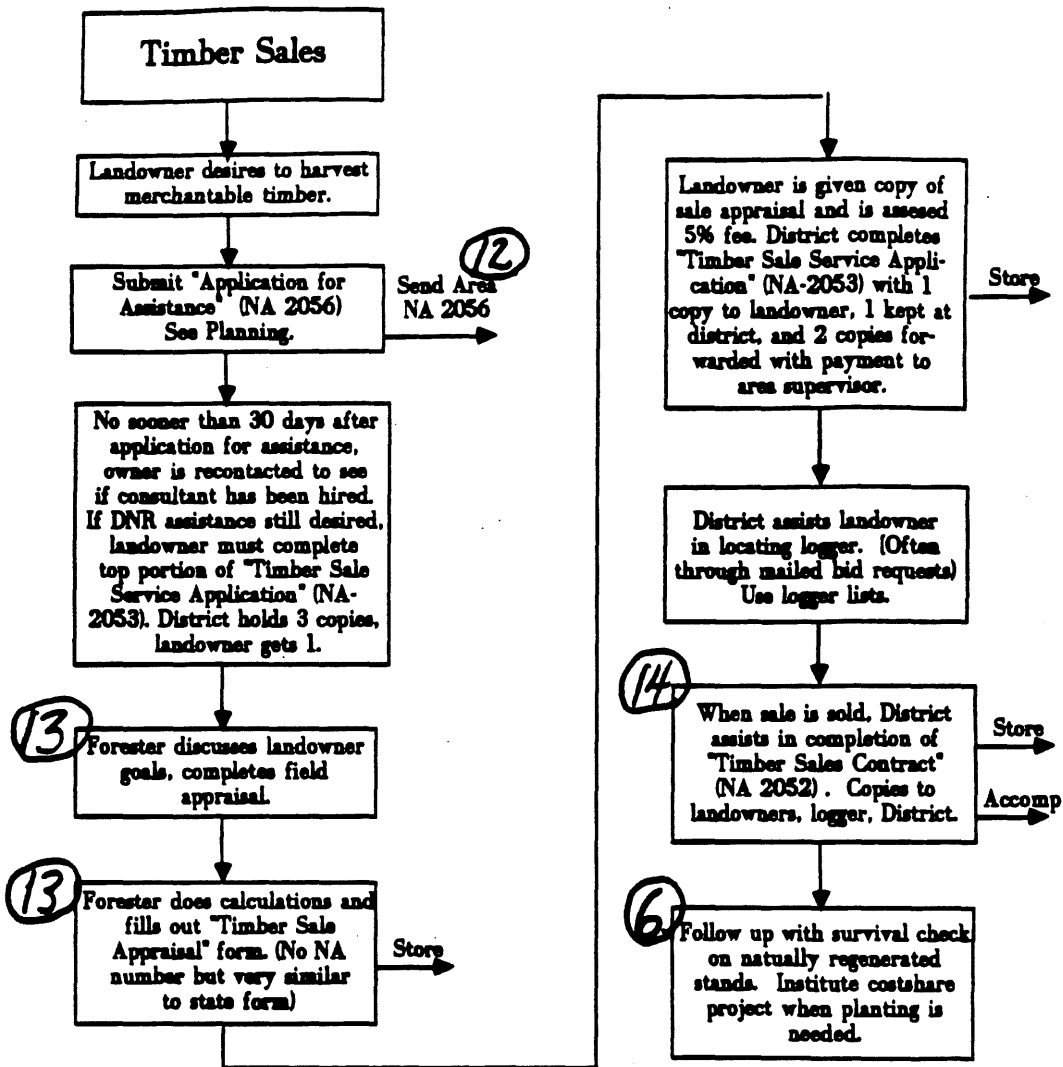 Timber Sales
Landowner desires to harvest
merchantable timber.
12
Submit "Application for
Assistance" (NA 2056)
See Planning.
Send Area
NA 2056
No sooner than 30 days after
application for assistance,
owner is recontacted to see
if consultant has been hired.
If DNR assistance still desired,
landowner must complete
top portion of "Timber Sale
Service Application" (NA-
2053). District holds 3 copies,
landowner gets 1.
13
Forester discusses landowner
goals, completes field
appraisal.
13
Forester does calculations and
fills out "Timber Sale
Appraisal" form. (No NA
number but very similar
to state form)
Store
Landowner is given copy of
sale appraisal and is assesed
5% fee. District completes
"Timber Sale Service Appli-
cation" (NA-2053) with 1
copy to landowner, 1 kept at
district, and 2 copies for-
warded with payment to
area supervisor.
Store
District assists landowner
in locating logger. (Often
through mailed bid requests)
Use logger lists.
14
When sale is sold, District
assists in completion of
"Timber Sales Contract"
(NA 2052). Copies to
landowners, logger, District.
Store
Accomp
6
Follow up with survival check
on natually regenerated
stands. Institute costshare
project when planting is
needed.